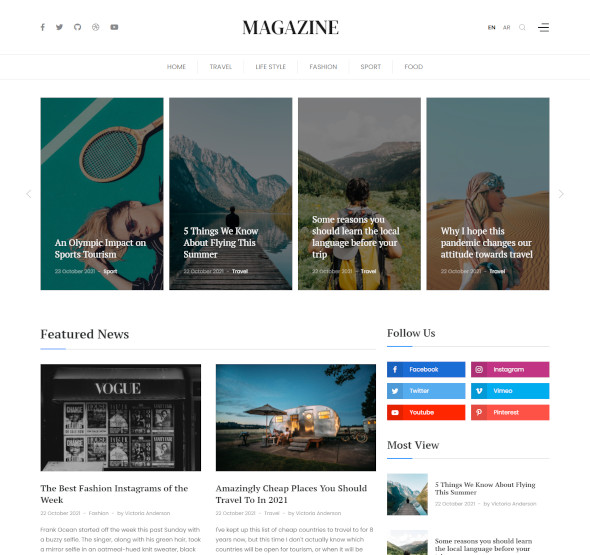 MAGAZINE
EN AR
HOME TRAVEL LIFE STYLE FASHION SPORT FOOD
An Olympic Impact on
Sports Tourism
23 October 2021 - Sport
5 Things We Know
About Flying This
Summer
22 October 2021 - Travel
Some reasons you
should learn the local
language before your
trip
22 October 2021 - Travel
Why I hope this
pandemic changes our
attitude towards travel
22 October 2021 - Travel
Featured News
VOGUE
The Best Fashion Instagrams of the
Week
22 October 2021 - Fashion - by Victoria Anderson
Frank Ocean started off the week this past Sunday with
a buzzy selfie. The singer, along with his green hair, took
a mirror selfie in an oatmeal-hued knit sweater, black
Amazingly Cheap Places You Should
Travel To In 2021
22 October 2021 - Travel - by Victoria Anderson
I've kept up this list of cheap countries to travel to for 8
years now, but this time I don't actually know which
countries will be open for tourism, or when it will be
Follow Us
Facebook
Instagram
Twitter
Vimeo
Youtube
Pinterest
Most View
5 Things We Know About Flying
This Summer
22 October 2021 - by Victoria Anderson
Some reasons you should learn
the local language before your